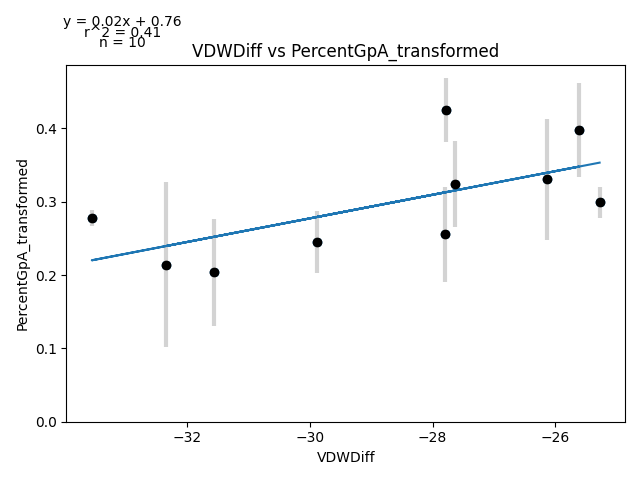 y = 0.02x + 0.76
r^2 = 0.41
n = 10
VDWDiff vs PercentGpA_transformed
PercentGpA_transformed
0.4
0.3
0.2
0.1
0.0
−32
−30
−28
−26
VDWDiff